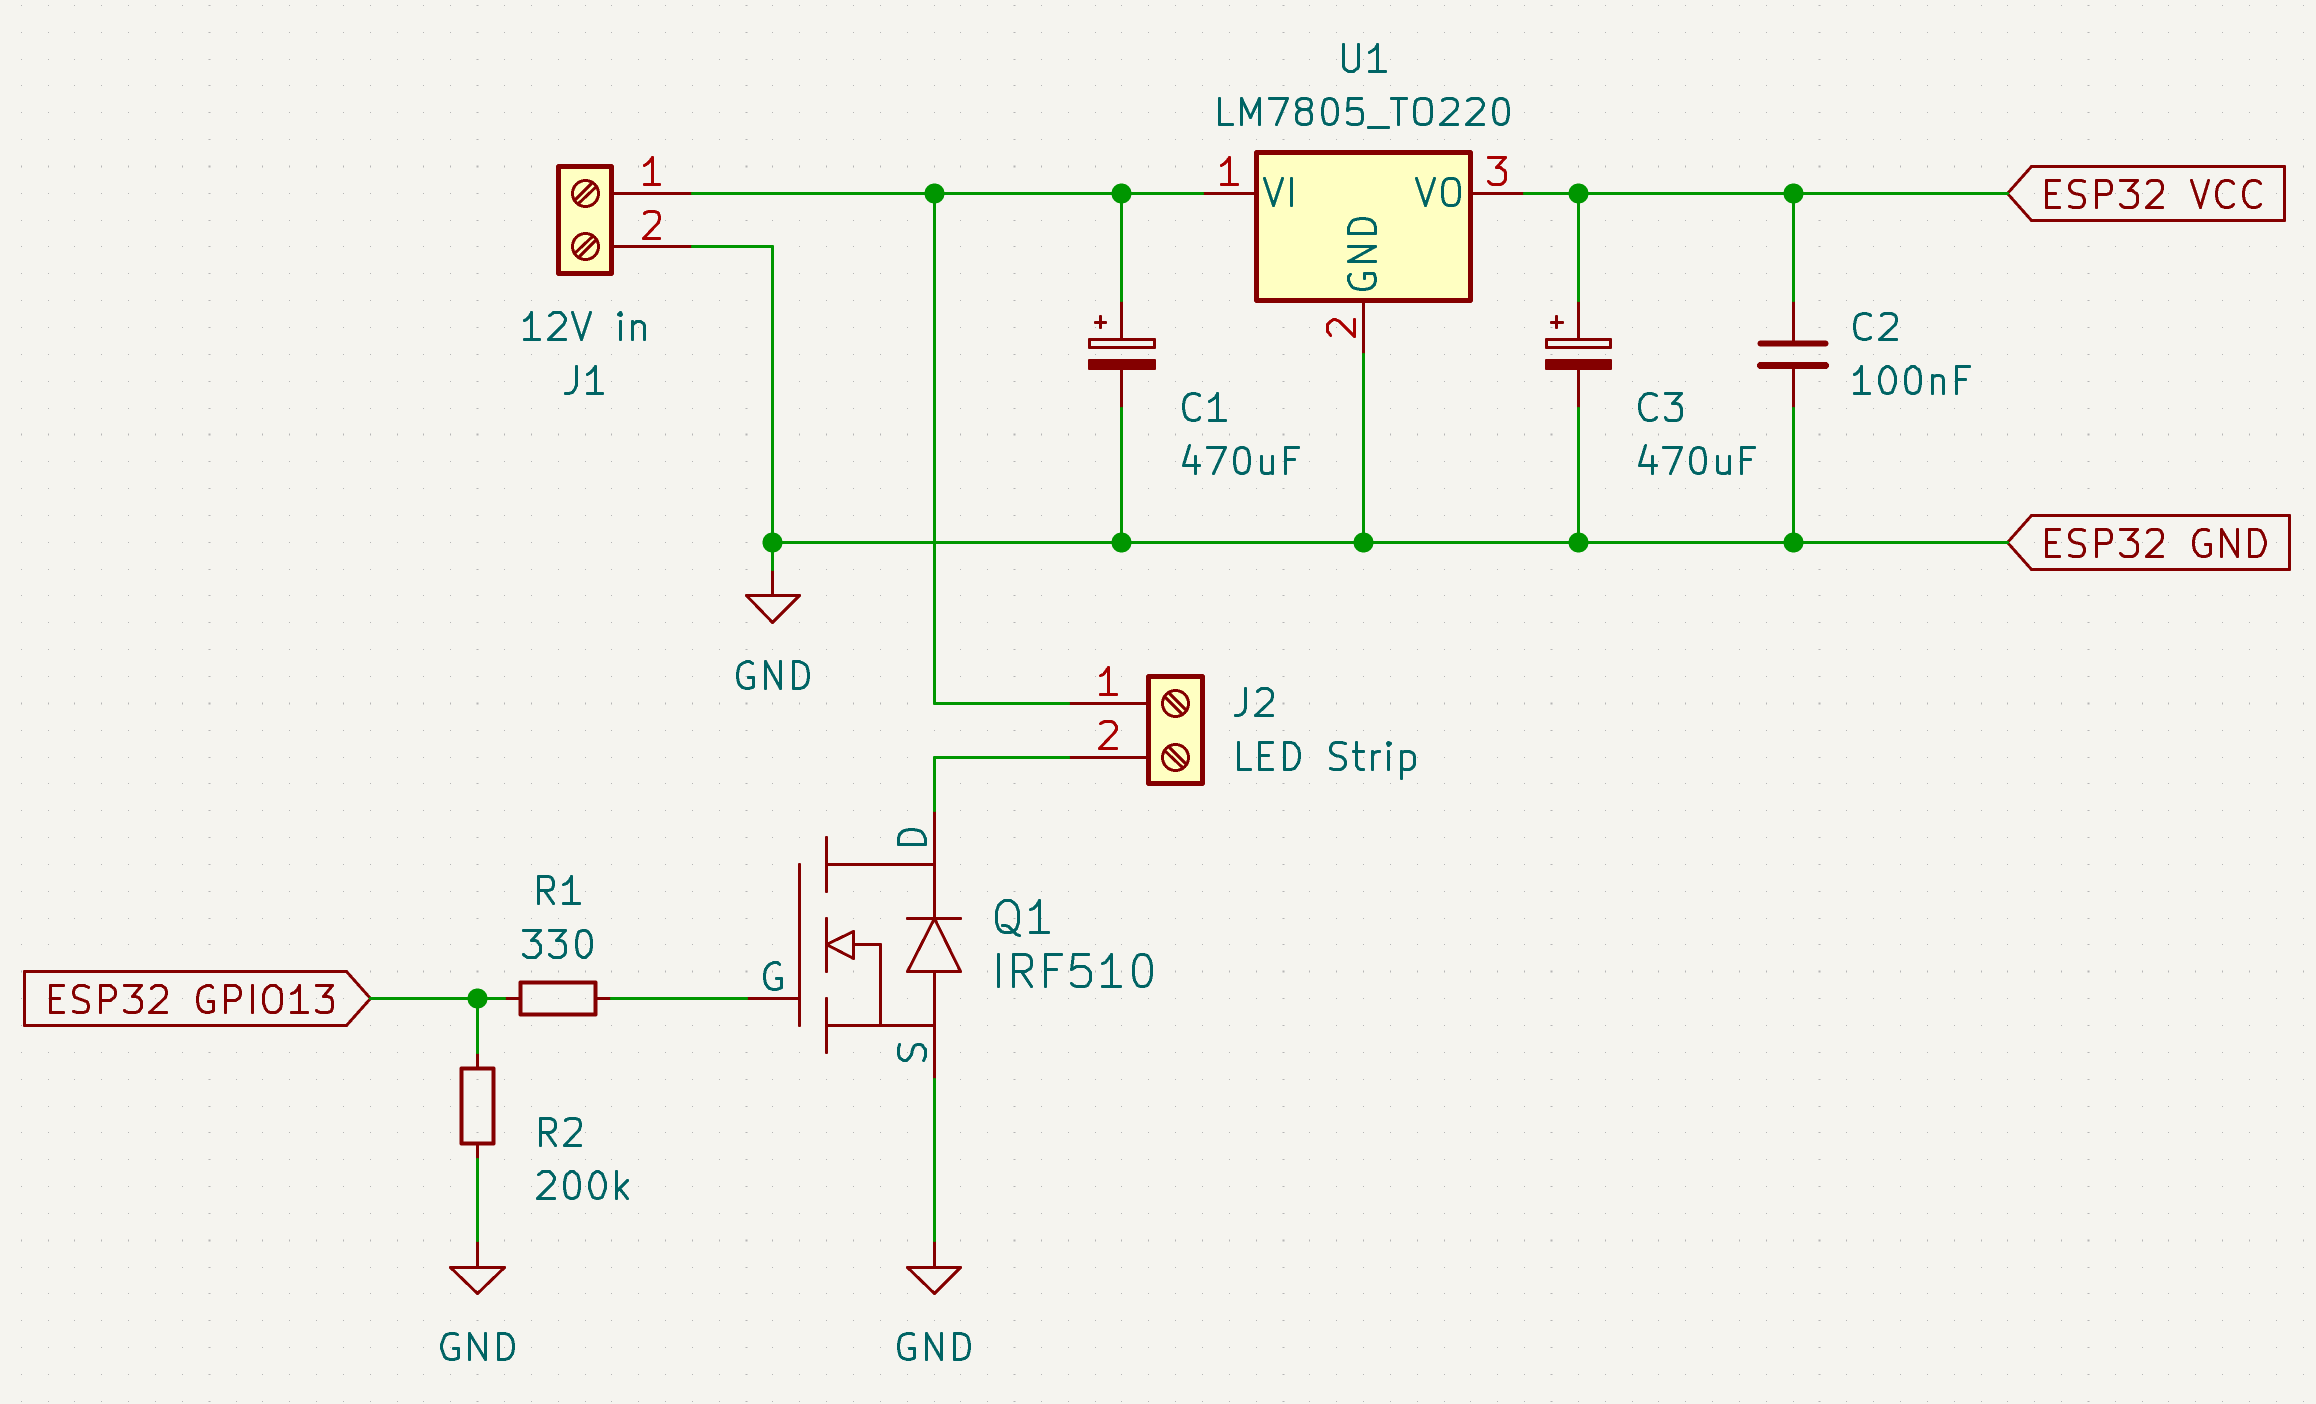 U1
LM7805_TO220
1
2
12V in
J1
1
VI
VO
3
GND
2
+
C1
470uF
+
C3
470uF
C2
100nF
ESP32 VCC
ESP32 GND
GND
1
2
J2
LED Strip
D
G
S
Q1
IRF510
R1
330
ESP32 GPIO13
R2
200k
GND
GND